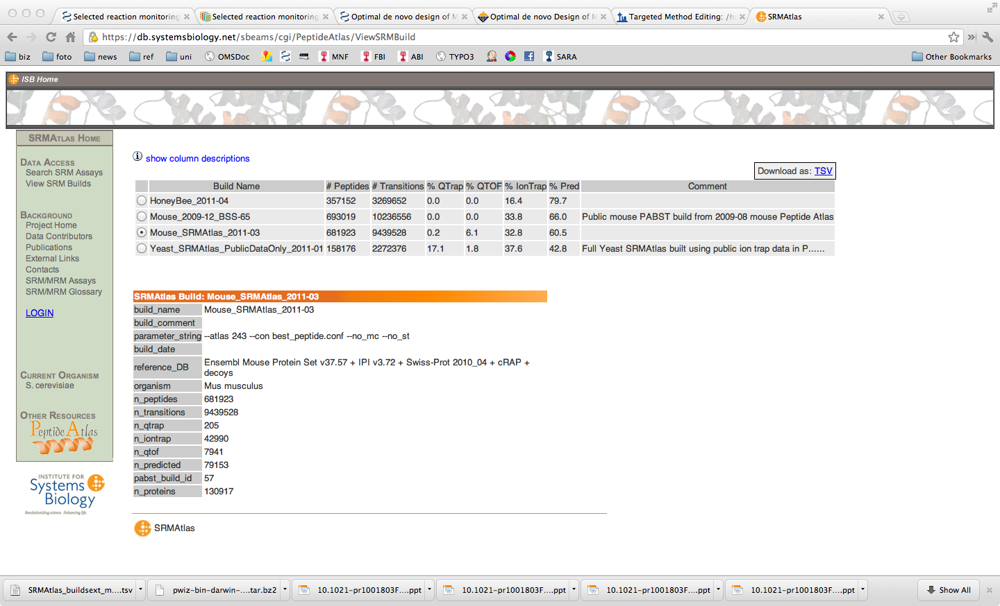 Selected reaction monitoring
Selected reaction monitoring
Optimal de novo design of M
Optimal de novo Design of M
Targeted Method Editing: /h
SRMAtlas
https://db.systemsbiology.net/sbeams/cgi/PeptideAtlas/ViewSRMBuild
biz foto news ref uni OMSDoc MNF FBI ABI TYPO3 SARA Other Bookmarks
ISB Home
SRMAtlas Home
Data Access
Search SRM Assays
View SRM Builds
Background
Project Home
Data Contributors
Publications
External Links
Contacts
SRM/MRM Assays
SRM/MRM Glossary
LOGIN
Current Organism
S. cerevisiae
Other Resources
Peptide Atlas
INSTITUTE FOR
Systems
Biology
Revolutionizing science. Enhancing life.
show column descriptions
Download as: TSV
Build Name # Peptides # Transitions % QTrap % QTOF % IonTrap % Pred Comment
HoneyBee_2011-04 357152 3269652 0.0 0.0 16.4 79.7
Mouse_2009-12_BSS-65 693019 10236556 0.0 0.0 33.8 66.0 Public mouse PABST build from 2009-08 mouse Peptide Atlas
Mouse_SRMAtlas_2011-03 681923 9439528 0.2 6.1 32.8 60.5
Yeast_SRMAtlas_PublicDataOnly_2011-01 158176 2272376 17.1 1.8 37.6 42.8 Full Yeast SRMAtlas built using public ion trap data in P......
SRMAtlas Build: Mouse_SRMAtlas_2011-03
build_name Mouse_SRMAtlas_2011-03
build_comment
parameter_string --atlas 243 --con best_peptide.conf --no_mc --no_st
build_date
reference_DB Ensembl Mouse Protein Set v37.57 + IPI v3.72 + Swiss-Prot 2010_04 + cRAP +
decoys
organism Mus musculus
n_peptides 681923
n_transitions 9439528
n_qtrap 205
n_iontrap 42990
n_qtof 7941
n_predicted 79153
pabst_build_id 57
n_proteins 130917
SRMAtlas
SRMAtlas_buildsext_m....tsv
pwiz-bin-darwin-....tar.bz2
10.1021-pr1001803F....ppt
10.1021-pr1001803F....ppt
10.1021-pr1001803F....ppt
10.1021-pr1001803F....ppt
Show All